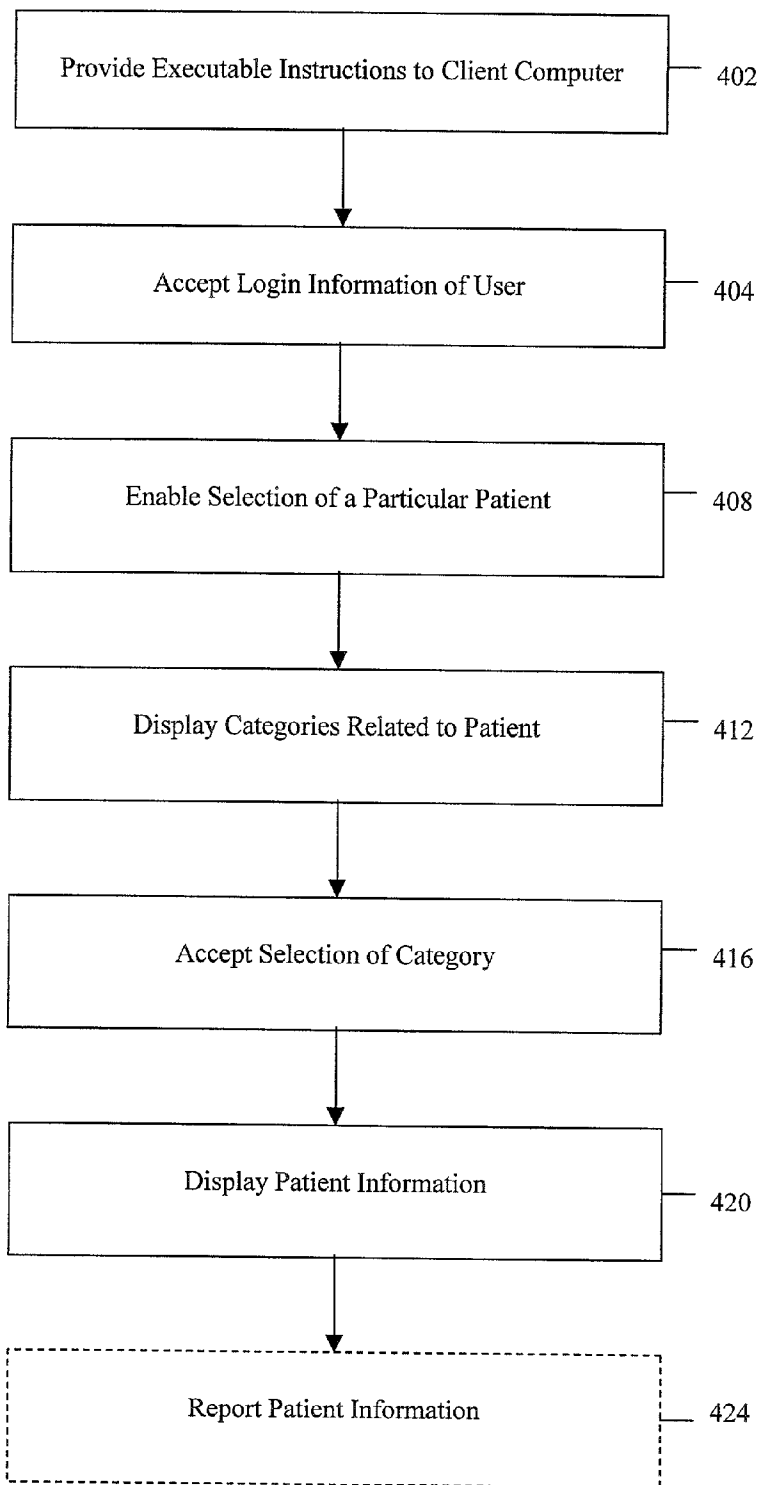 Provide Executable Instructions to Client Computer 402
Accept Login Information of User 404
Enable Selection of a Particular Patient 408
Display Categories Related to Patient 412
Accept Selection of Category 416
Display Patient Information 420
Report Patient Information 424